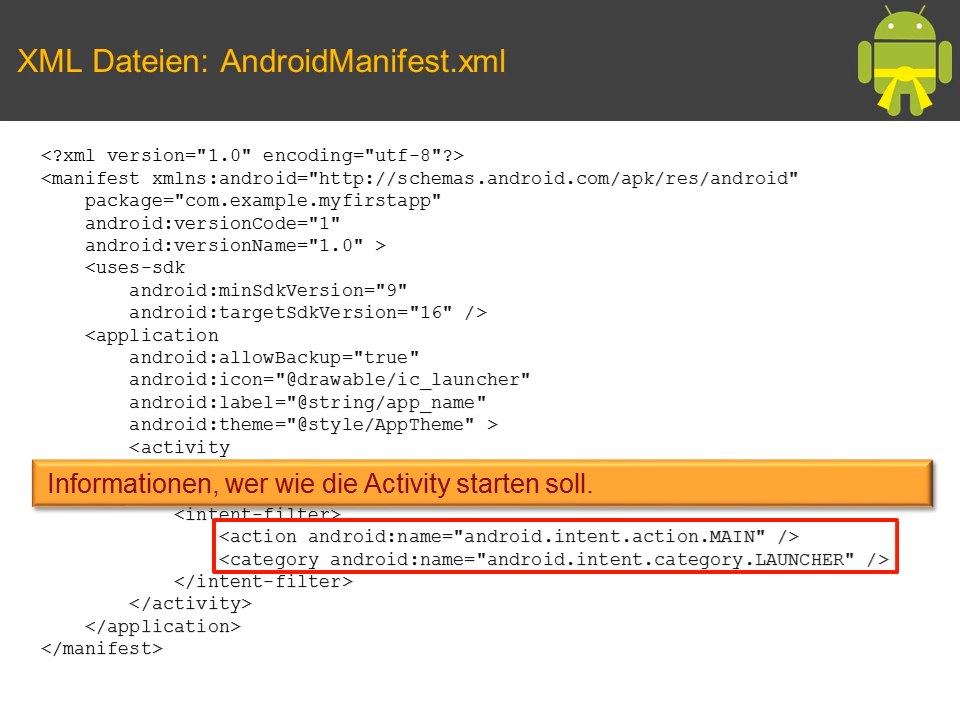 XML Dateien: AndroidManifest.xml
<?xml version="1.0" encoding="utf-8"?>
<manifest xmlns:android="http://schemas.android.com/apk/res/android"
package="com.example.myfirstapp"
android:versionCode="1"
android:versionName="1.0" >
<uses-sdk
android:minSdkVersion="9"
android:targetSdkVersion="16" />
<application
android:allowBackup="true"
android:icon="@drawable/ic_launcher"
android:label="@string/app_name"
android:theme="@style/AppTheme" >
<activity
Informationen, wer wie die Activity starten soll.
<intent-filter>
<action android:name="android.intent.action.MAIN" />
<category android:name="android.intent.category.LAUNCHER" />
</intent-filter>
</activity>
</application>
</manifest>